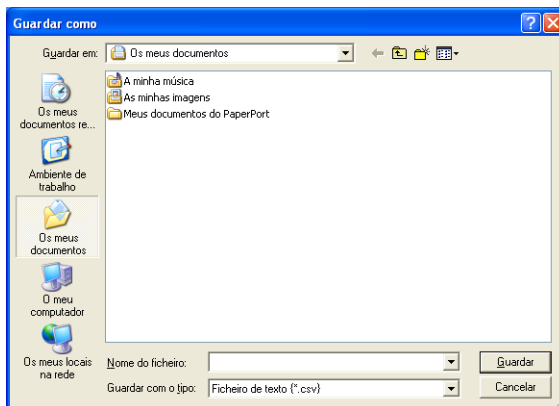 Guardar como
Guardar em:
Os meus documentos
A minha música
As minhas imagens
Meus documentos do PaperPort
Os meus
documentos re...
Ambiente de
trabalho
Os meus
documentos
O meu
computador
Os meus locais
na rede
Nome do ficheiro:
Guardar
Guardar com o tipo:
Ficheiro de texto {*.csv}
Cancelar